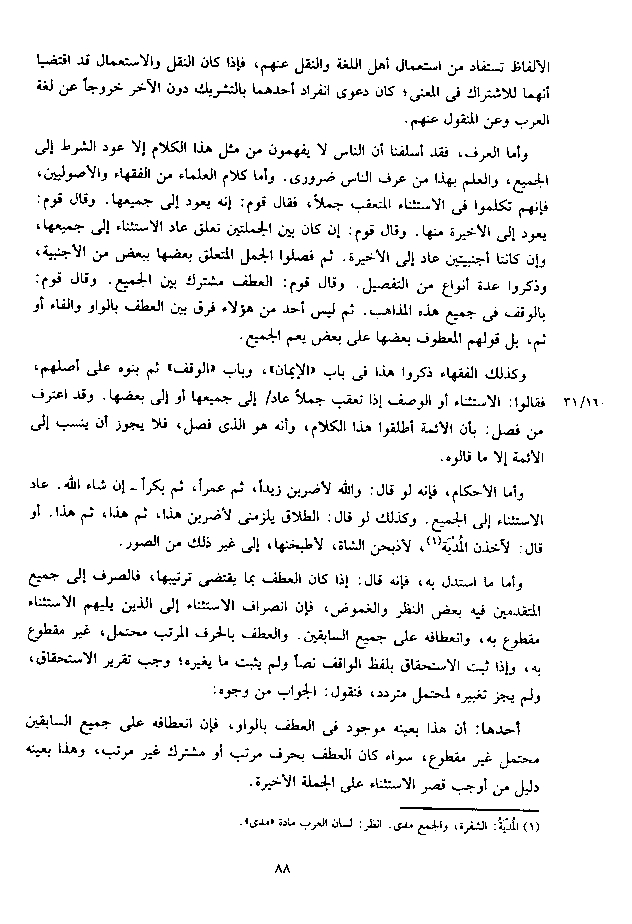 الألفاظ تستفاد من استعمال أهل اللغة والنقل عنهم، فإذا كان النقل والاستعمال قد اقتضيا
أنهما للاشتراك فى المعنى؛ كان دعوى انفراد أحدهما بالتشريك دون الآخر خروجاً عن لغة
العرب وعن المنقول عنهم.
وأما العرف، فقد أسلفنا أن الناس لا يفهمون من مثل هذا الكلام إلا عود الشرط إلى
الجميع، والعلم بهذا من عرف الناس ضرورى. وأما كلام العلماء من الفقهاء والأصوليين،
فإنهم تكلموا فى الاستثناء المتعقب جملاً، فقال قوم: إنه يعود إلى جميعها. وقال قوم:
يعود إلى الأخيرة منها. وقال قوم: إن كان بين الجملتين تعلق عاد الاستثناء إلى جميعها،
وإن كانتا أجنبيتين عاد إلى الأخيرة. ثم فصلوا الجمل المتعلق بعضها ببعض من الأجنبية،
وذكروا عدة أنواع من التفصيل. وقال قوم: العطف مشترك بين الجميع. وقال قوم:
بالوقف فى جميع هذه المذاهب. ثم ليس أحد من هؤلاء فرق بين العطف بالواو والفاء أو
ثم، بل قولهم المعطوف بعضها على بعض يعم الجميع.
وكذلك الفقهاء ذكروا هذا فى باب «الإيمان»، وباب «الوقف» ثم بنوه على أصلهم،
٣١/١٦٠ فقالوا: الاستثناء أو الوصف إذا تعقب جملاً عاد/ إلى جميعها أو إلى بعضها. وقد اعترف
من فصل: بأن الأئمة أطلقوا هذا الكلام، وأنه هو الذى فصل، فلا يجوز أن ينسب إلى
الأئمة إلا ما قالوه.
وأما الأحكام، فإنه لو قال: والله لأضربن زيداً، ثم عمراً، ثم بكراً ـ إن شاء الله. عاد
الاستثناء إلى الجميع. وكذلك لو قال: الطلاق يلزمنى لأضربن هذا، ثم هذا، ثم هذا. أو
قال: لآخذن المُدْيَة(١)، لأذبحن الشاة، لأطبخنها، إلى غير ذلك من الصور.
وأما ما استدل به، فإنه قال: إذا كان العطف بما يقتضى ترتيبها، فالصرف إلى جميع
المتقدمين فيه بعض النظر والغموض، فإن انصراف الاستثناء إلى الذين يليهم الاستثناء
مقطوع به، وانعطافه على جميع السابقين. والعطف بالحرف المرتب محتمل، غير مقطوع
به، وإذا ثبت الاستحقاق بلفظ الواقف نصاً ولم يثبت ما يغيره؛ وجب تقرير الاستحقاق،
ولم يجز تغييره لمحتمل متردد، فنقول: الجواب من وجوه:
أحدها: أن هذا بعينه موجود فى العطف بالواو، فإن انعطافه على جميع السابقين
محتمل غير مقطوع، سواء كان العطف بحرف مرتب أو مشترك غير مرتب، وهذا بعينه
دليل من أوجب قصر الاستثناء على الجملة الأخيرة.
(١) المُدْيَةُ: الشفرة، والجمع مدى. انظر: لسان العرب مادة «مدى».
٨٨